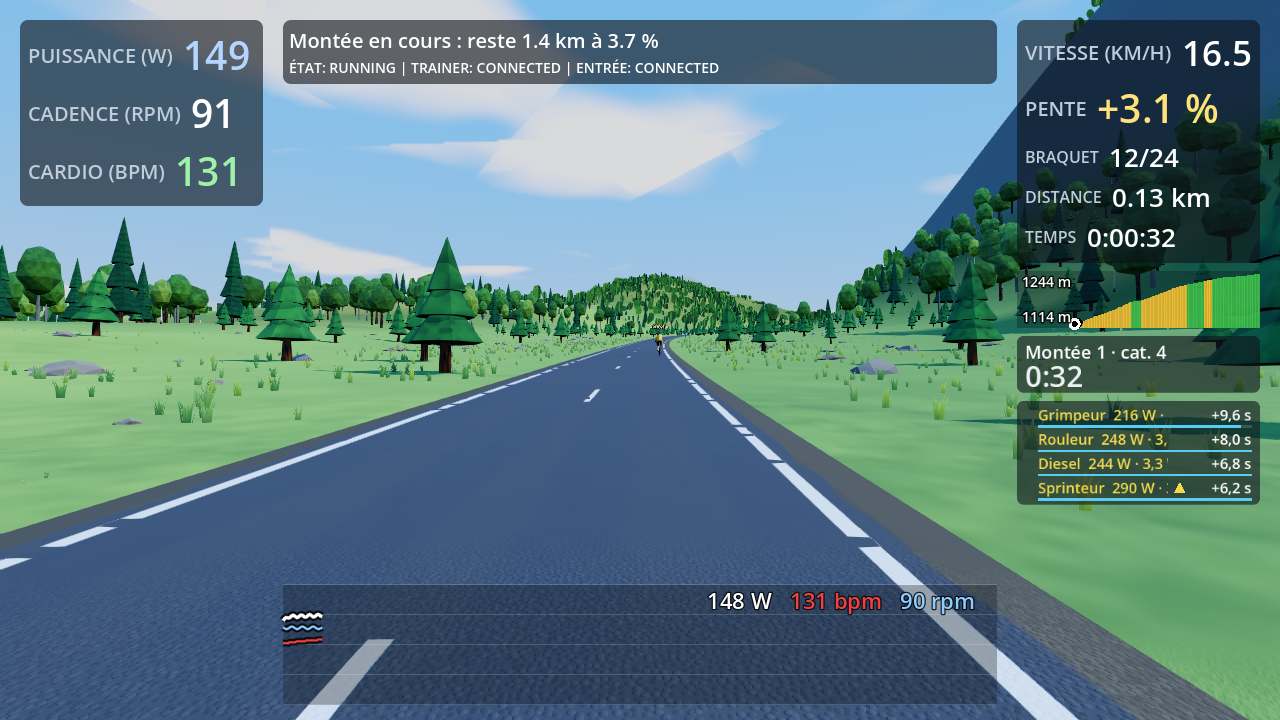 PUISSANCE (W) 149
CADENCE (RPM) 91
CARDIO (BPM) 131
Montée en cours : reste 1.4 km à 3.7 %
ÉTAT: RUNNING | TRAINER: CONNECTED | ENTRÉE: CONNECTED
VITESSE (KM/H) 16.5
PENTE +3.1 %
BRAQUET 12/24
DISTANCE 0.13 km
TEMPS 0:00:32
1244 m
1114 m
Montée 1 · cat. 4
0:32
Grimpeur 216 W · +9,6 s
Rouleur 248 W · 3, +8,0 s
Diesel 244 W · 3,3 +6,8 s
Sprinteur 290 W · +6,2 s
148 W 131 bpm 90 rpm